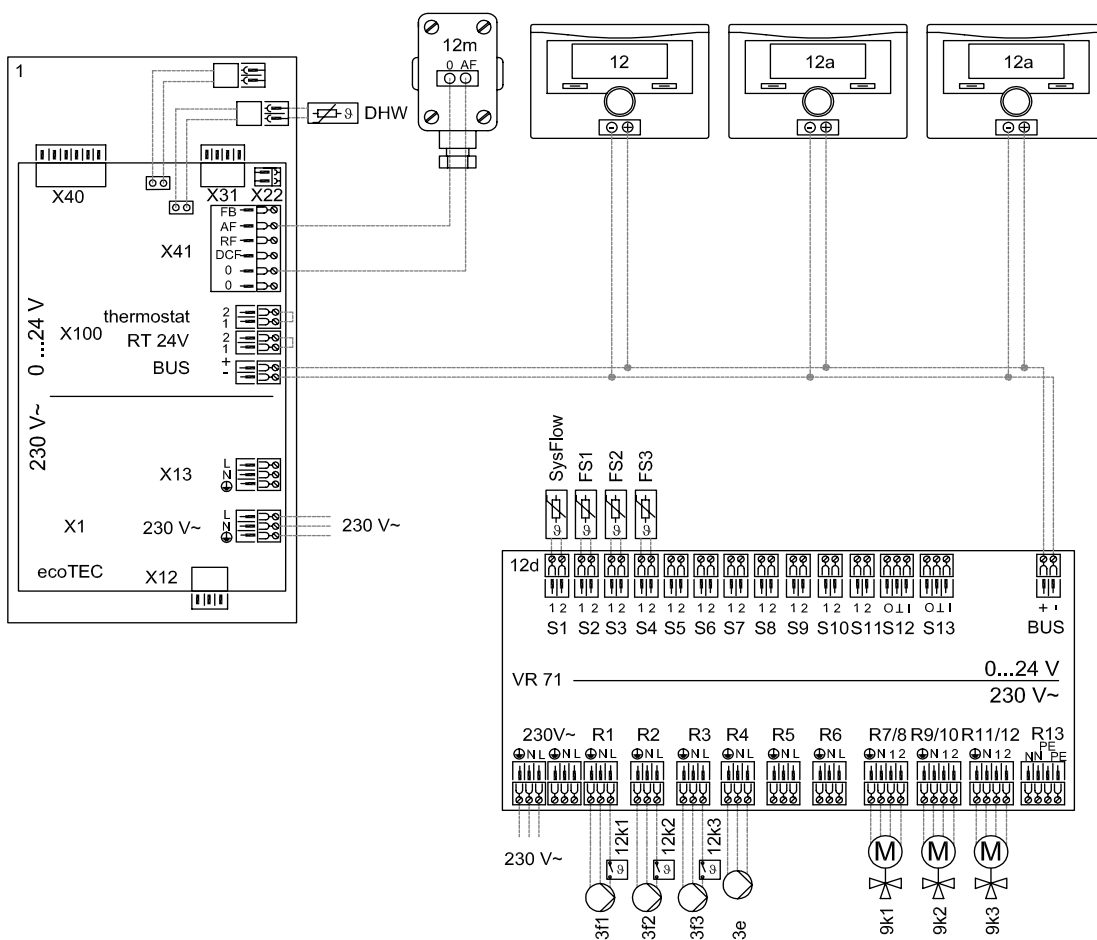 1
12m
0 AF
12
12a
12a
DHW
X40
X31
X22
FB
AF
RF
DCF
0
0
X41
0 ...24 V
X100
thermostat
2
1
RT 24V
2
1
BUS
+
-
230 V~
X13
L
N
X1
230 V~
L
N
230 V~
ecoTEC
X12
SysFlow
FS1
FS2
FS3
12d
1 2
1 2
1 2
1 2
1 2
1 2
1 2
1 2
1 2
1 2
1 2
S1
S2
S3
S4
S5
S6
S7
S8
S9
S10
S11
S12
S13
+ -
BUS
VR 71
0...24 V
230 V~
230V~
R1
R2
R3
R4
R5
R6
R7/8
R9/10
R11/12
R13
N L
N L
N L
N L
N L
N L
N L
N L
N 1 2
N 1 2
N 1 2
N N PE PE
230 V~
12k1
12k2
12k3
M
M
M
3f1
3f2
3f3
3e
9k1
9k2
9k3